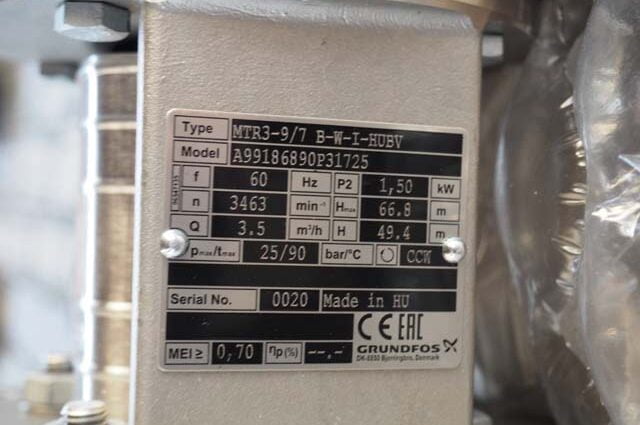 Type MTR3-9/7 B-W-I-HUBV
Model A99186890P31725
f 60 Hz P2 1,50 kW
n 3463 min⁻¹ Hmax 66.8 m
Q 3.5 m³/h H 49.4 m
pmax/tmax 25/90 bar/°C CCW
Serial No. 0020 Made in HU
CE EAC
GRUNDFOS
DK-8850 Bjerringbro, Denmark
MEI ≥ 0,70 ηp(%) --.-